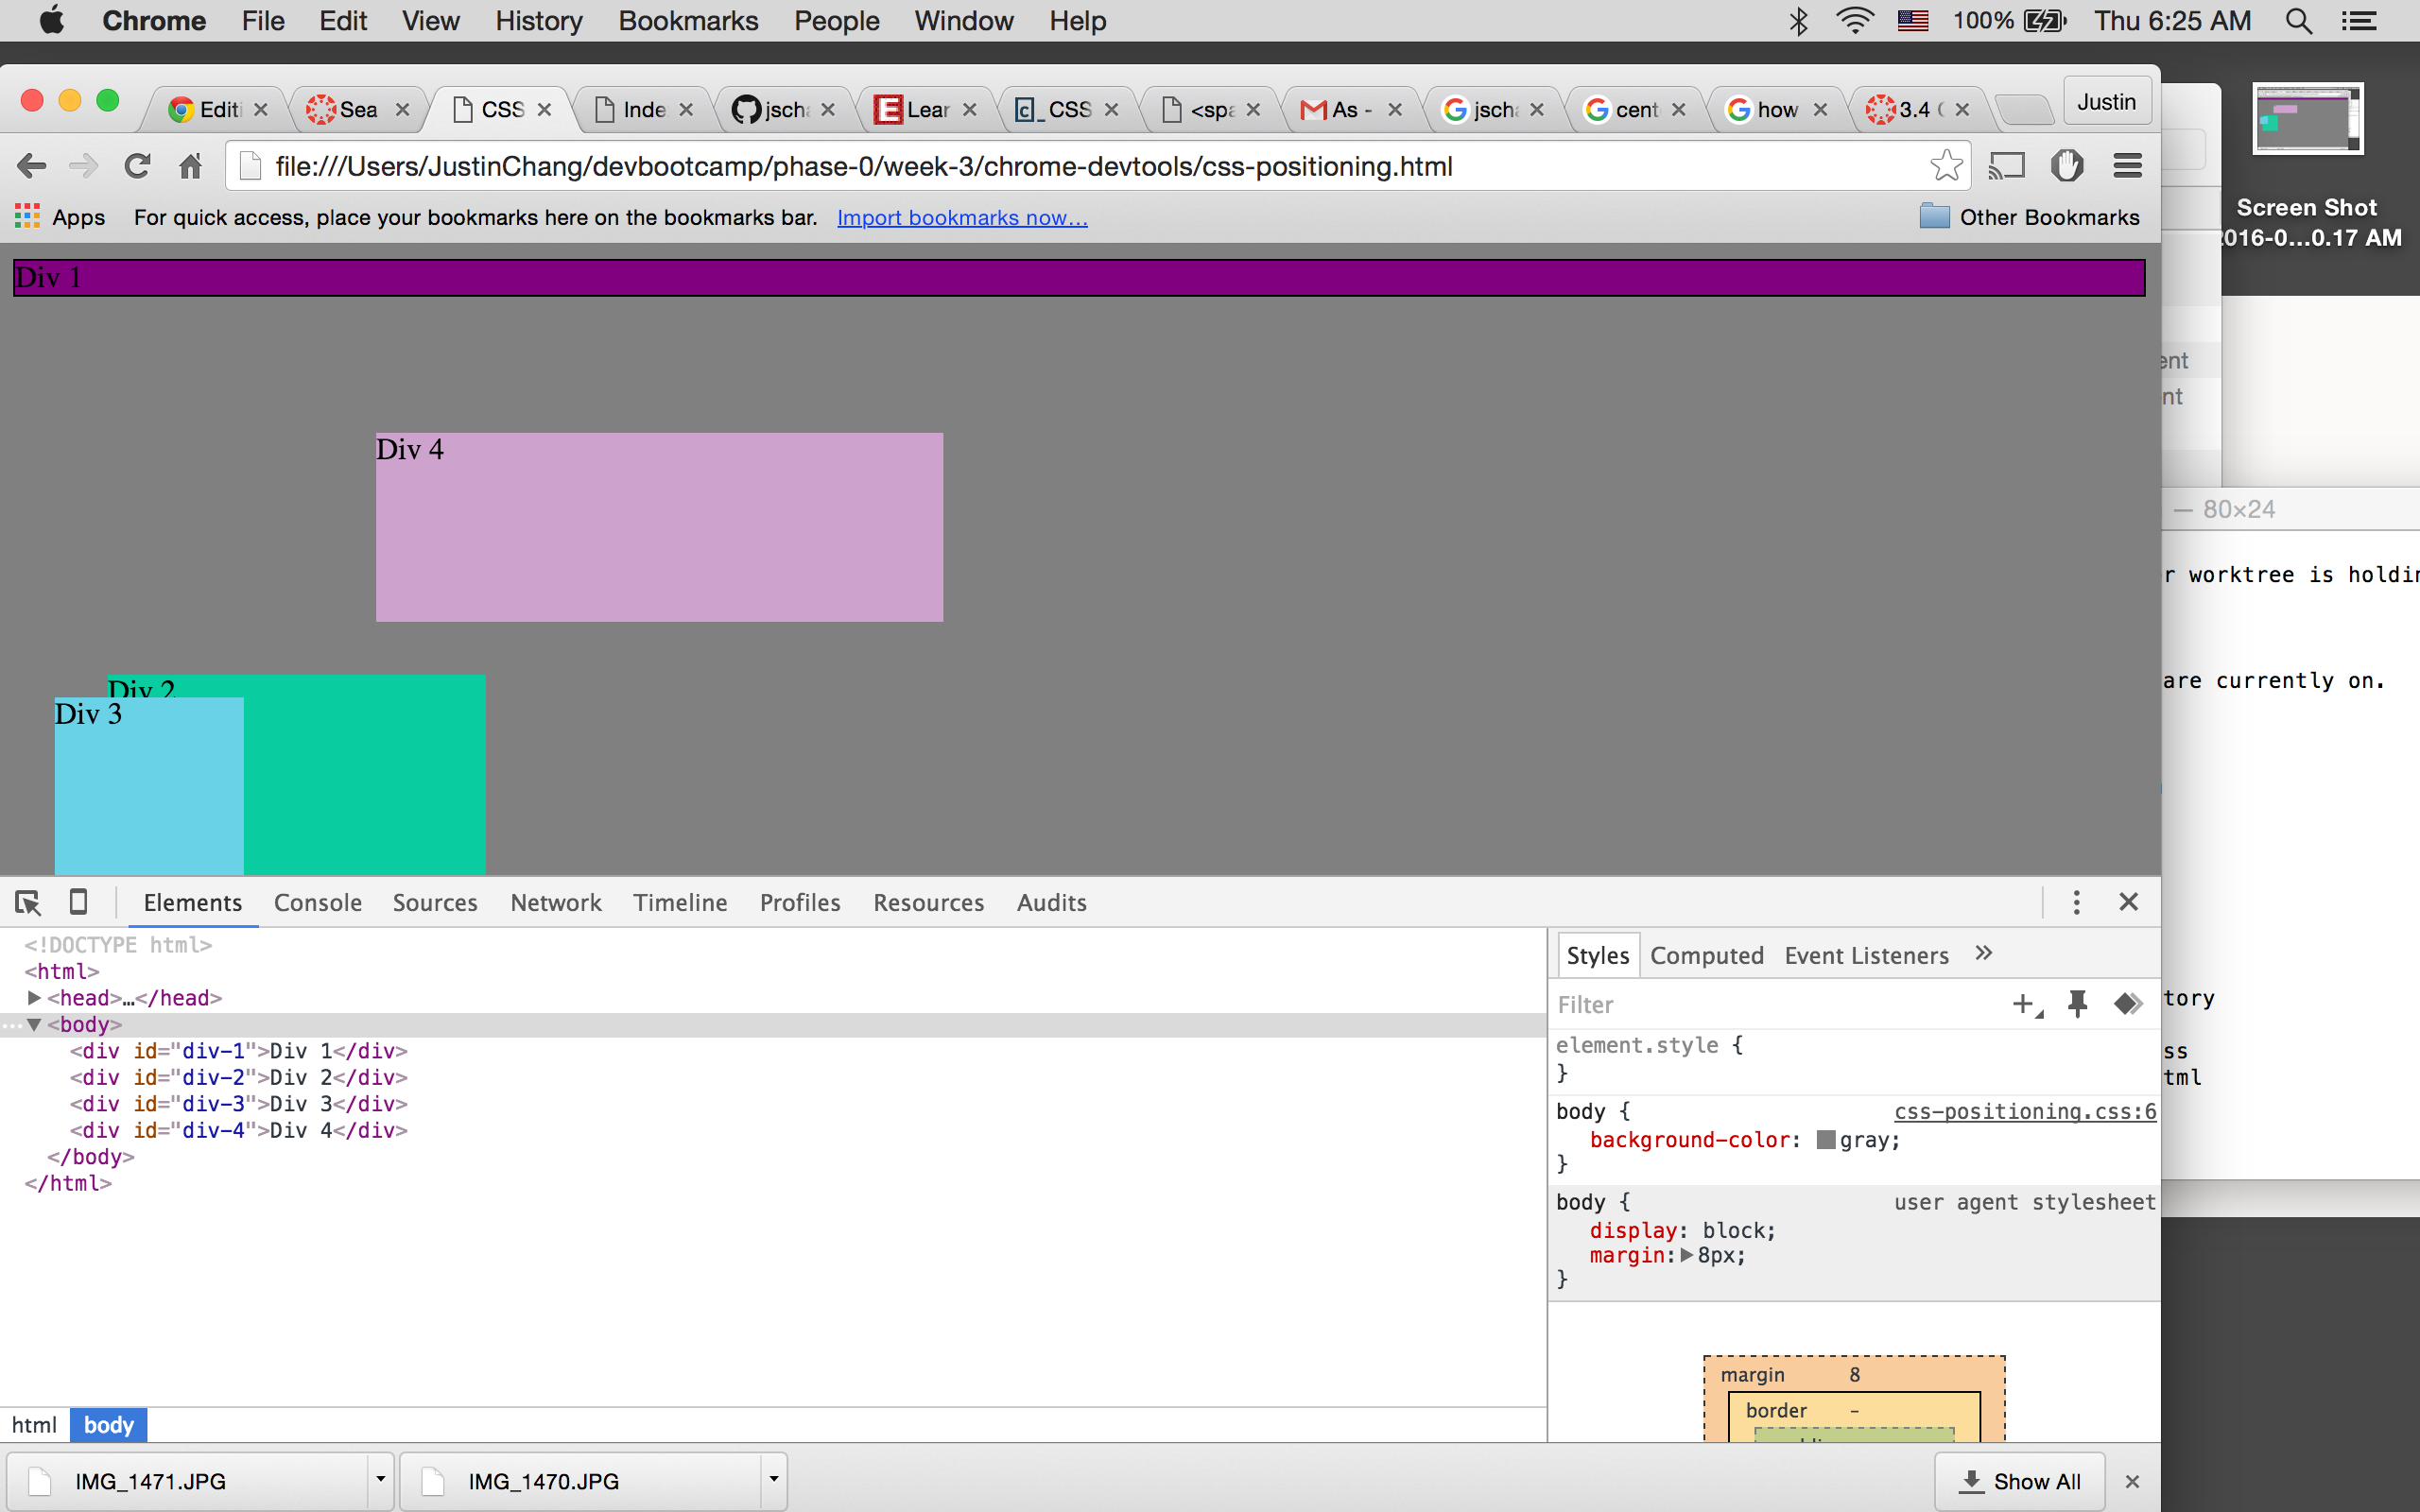 Chrome File Edit View History Bookmarks People Window Help 100% Thu 6:25 AM
Editi Sea CSS Inde jsch Lear c_ CSS <spa As - jsch cent how 3.4 ( Justin
file:///Users/JustinChang/devbootcamp/phase-0/week-3/chrome-devtools/css-positioning.html
Apps For quick access, place your bookmarks here on the bookmarks bar. Import bookmarks now... Other Bookmarks
Screen Shot
2016-0...0.17 AM
Div 1
ent
nt
Div 4
— 80×24
r worktree is holdin
are currently on.
Div 2
Div 3
Elements Console Sources Network Timeline Profiles Resources Audits
<!DOCTYPE html>
<html>
<head>…</head>
<body>
<div id="div-1">Div 1</div>
<div id="div-2">Div 2</div>
<div id="div-3">Div 3</div>
<div id="div-4">Div 4</div>
</body>
</html>
Styles Computed Event Listeners »
Filter
element.style {
}
body { css-positioning.css:6
background-color: gray;
}
body { user agent stylesheet
display: block;
margin: 8px;
}
margin 8
border -
tory
ss
tml
html body
IMG_1471.JPG IMG_1470.JPG Show All